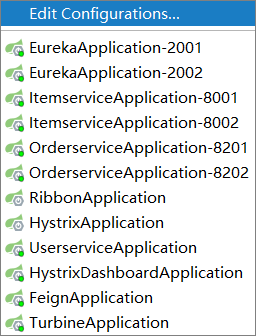 Edit Configurations...
EurekaApplication-2001
EurekaApplication-2002
ItemserviceApplication-8001
ItemserviceApplication-8002
OrderserviceApplication-8201
OrderserviceApplication-8202
RibbonApplication
HystrixApplication
UserserviceApplication
HystrixDashboardApplication
FeignApplication
TurbineApplication